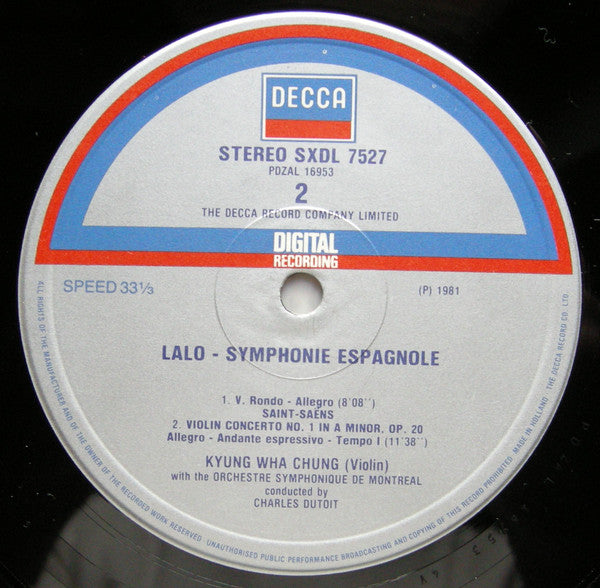 DECCA
STEREO SXDL 7527
PDZAL 16953
2
THE DECCA RECORD COMPANY LIMITED
DIGITAL
RECORDING
SPEED 33⅓
(P) 1981
LALO - SYMPHONIE ESPAGNOLE
1. V. Rondo - Allegro (8'08'')
SAINT-SAËNS
2. VIOLIN CONCERTO NO. 1 IN A MINOR, OP. 20
Allegro - Andante espressivo - Tempo I (11'38'')
KYUNG WHA CHUNG (Violin)
with the ORCHESTRE SYMPHONIQUE DE MONTREAL
conducted by
CHARLES DUTOIT
ALL RIGHTS OF THE MANUFACTURER AND OF THE OWNER OF THE RECORDED WORK RESERVED · UNAUTHORISED PUBLIC PERFORMANCE BROADCASTING AND COPYING OF THIS RECORD PROHIBITED · MADE IN HOLLAND · THE DECCA RECORD CO. LTD.